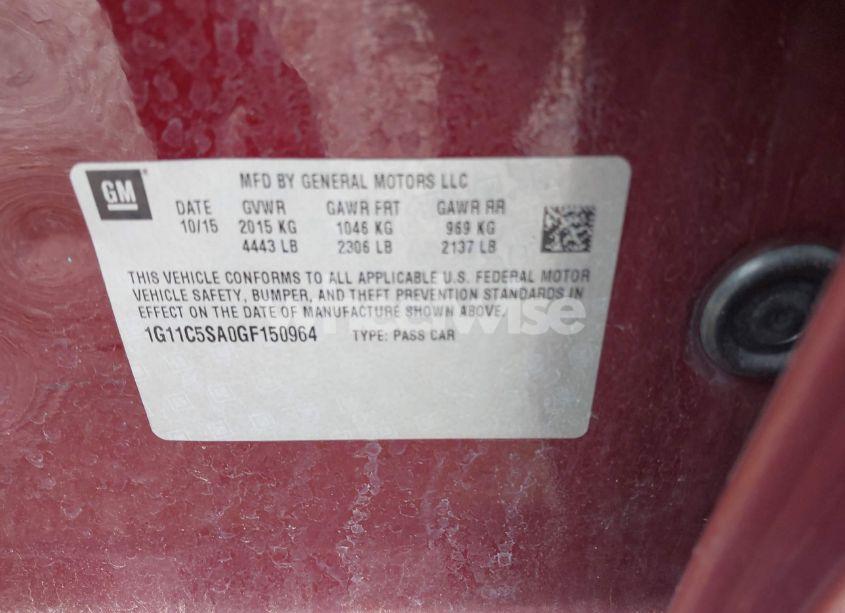 GM
MFD BY GENERAL MOTORS LLC
DATE GVWR GAWR FRT GAWR RR
10/15 2015 KG 1046 KG 969 KG
4443 LB 2306 LB 2137 LB
THIS VEHICLE CONFORMS TO ALL APPLICABLE U.S. FEDERAL MOTOR
VEHICLE SAFETY, BUMPER, AND THEFT PREVENTION STANDARDS IN
EFFECT ON THE DATE OF MANUFACTURE SHOWN ABOVE.
1G11C5SA0GF150964 TYPE: PASS CAR